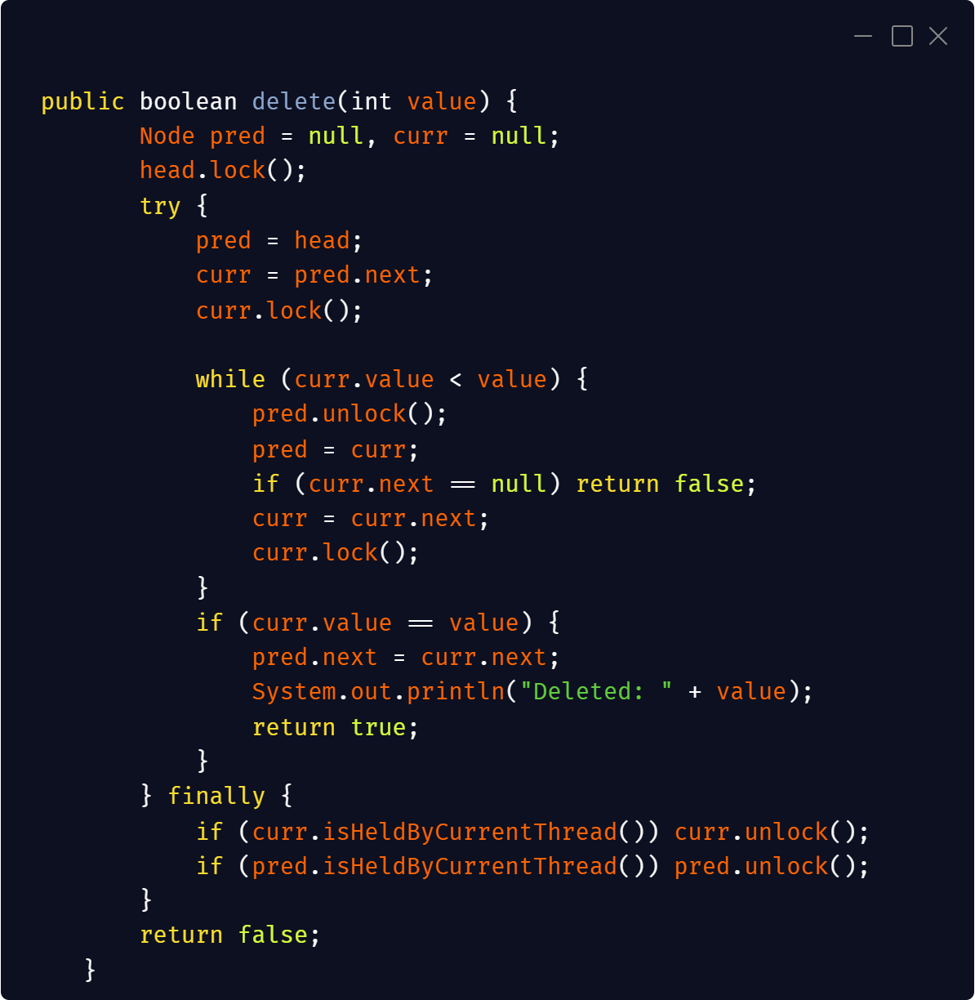 public boolean delete(int value) {
        Node pred = null, curr = null;
        head.lock();
        try {
            pred = head;
            curr = pred.next;
            curr.lock();

            while (curr.value < value) {
                pred.unlock();
                pred = curr;
                if (curr.next == null) return false;
                curr = curr.next;
                curr.lock();
            }
            if (curr.value == value) {
                pred.next = curr.next;
                System.out.println("Deleted: " + value);
                return true;
            }
        } finally {
            if (curr.isHeldByCurrentThread()) curr.unlock();
            if (pred.isHeldByCurrentThread()) pred.unlock();
        }
        return false;
    }